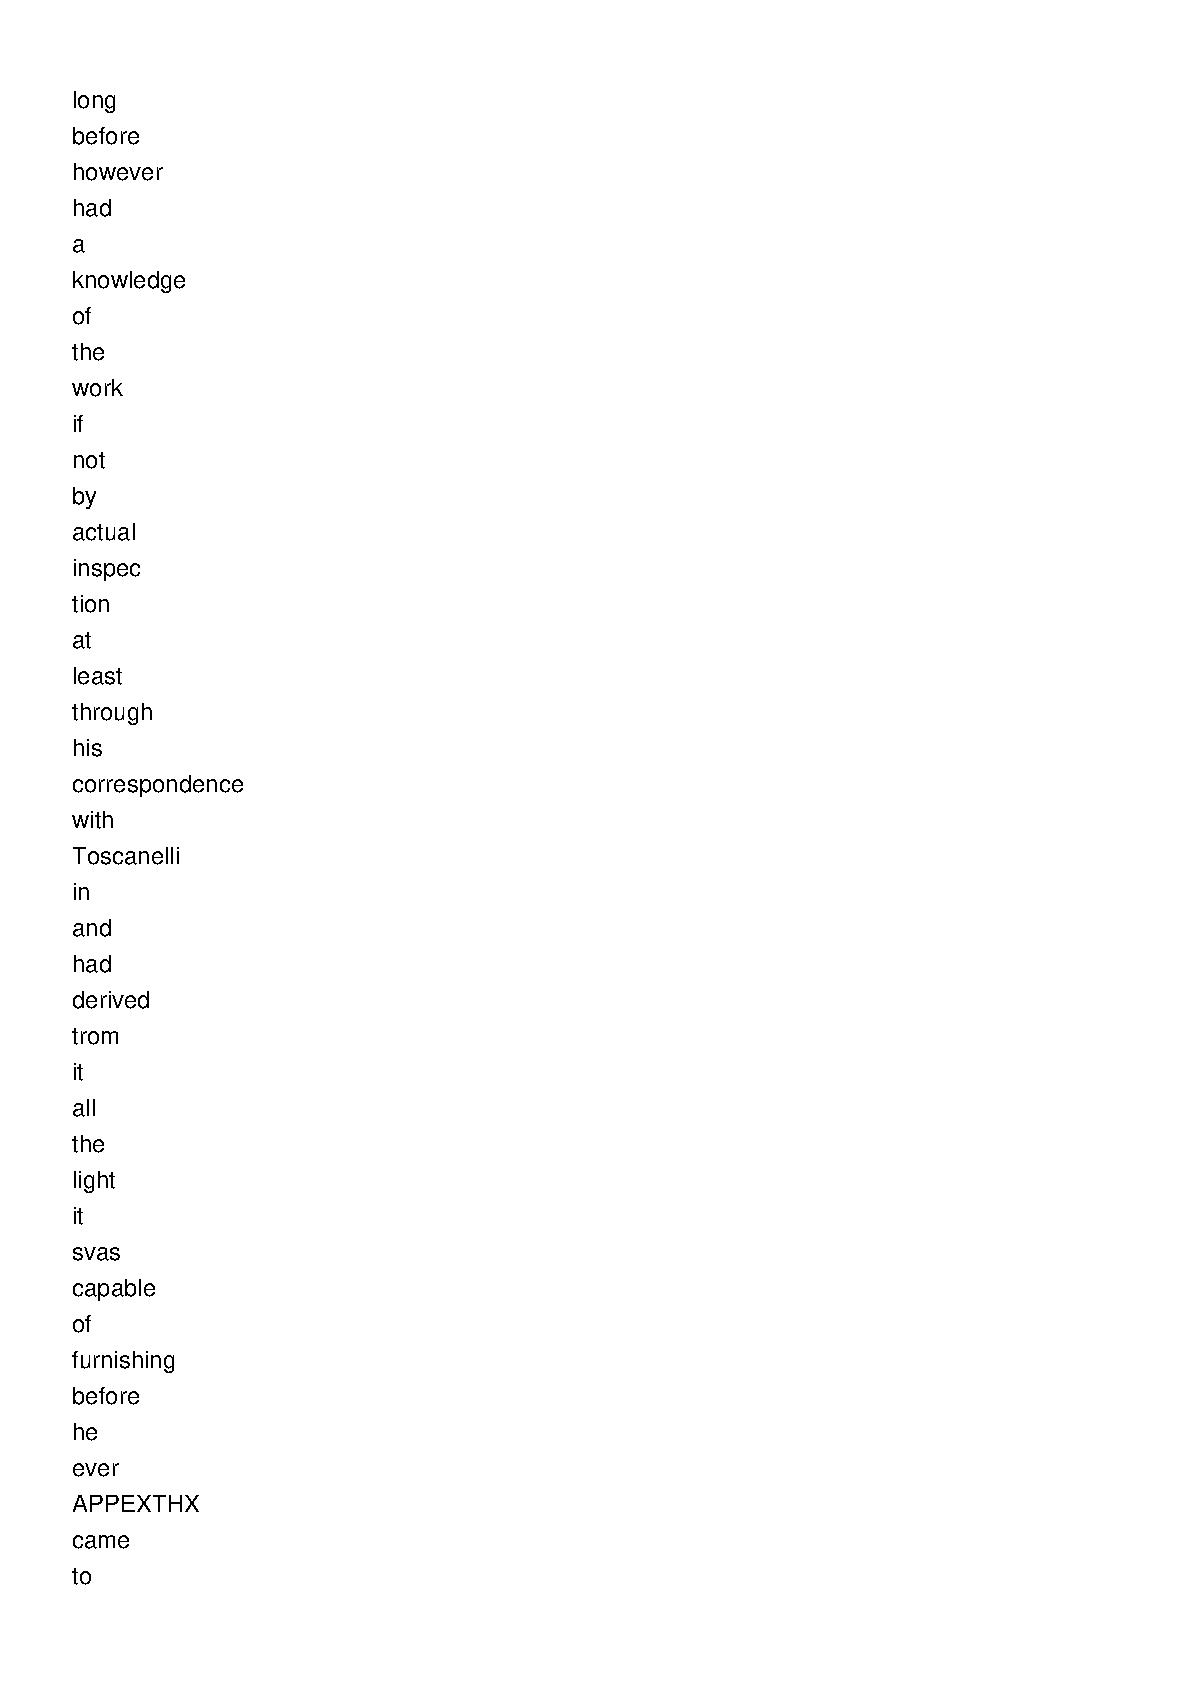 long
before
however
had
a
knowledge
of
the
work
if
not
by
actual
inspec
tion
at
least
through
his
correspondence
with
Toscanelli
in
and
had
derived
trom
it
all
the
light
it
svas
capable
of
furnishing
before
he
ever
APPEXTHX
came
to